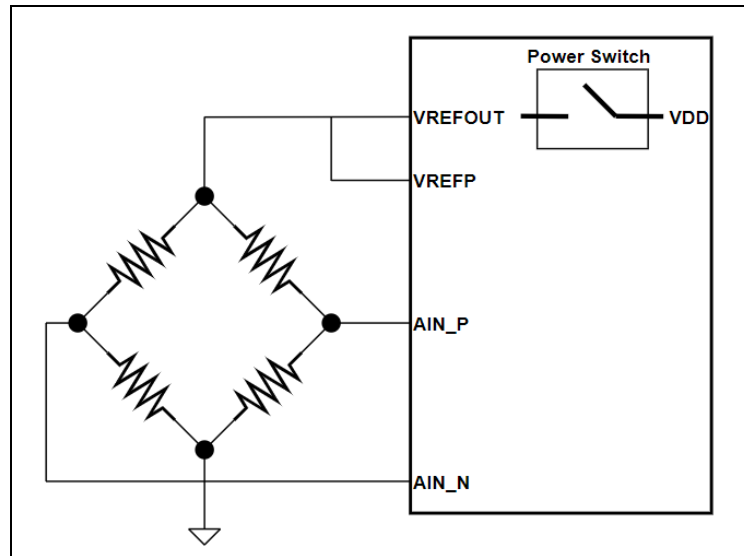 Power Switch
VREFOUT
VDD
VREFP
AIN_P
AIN_N